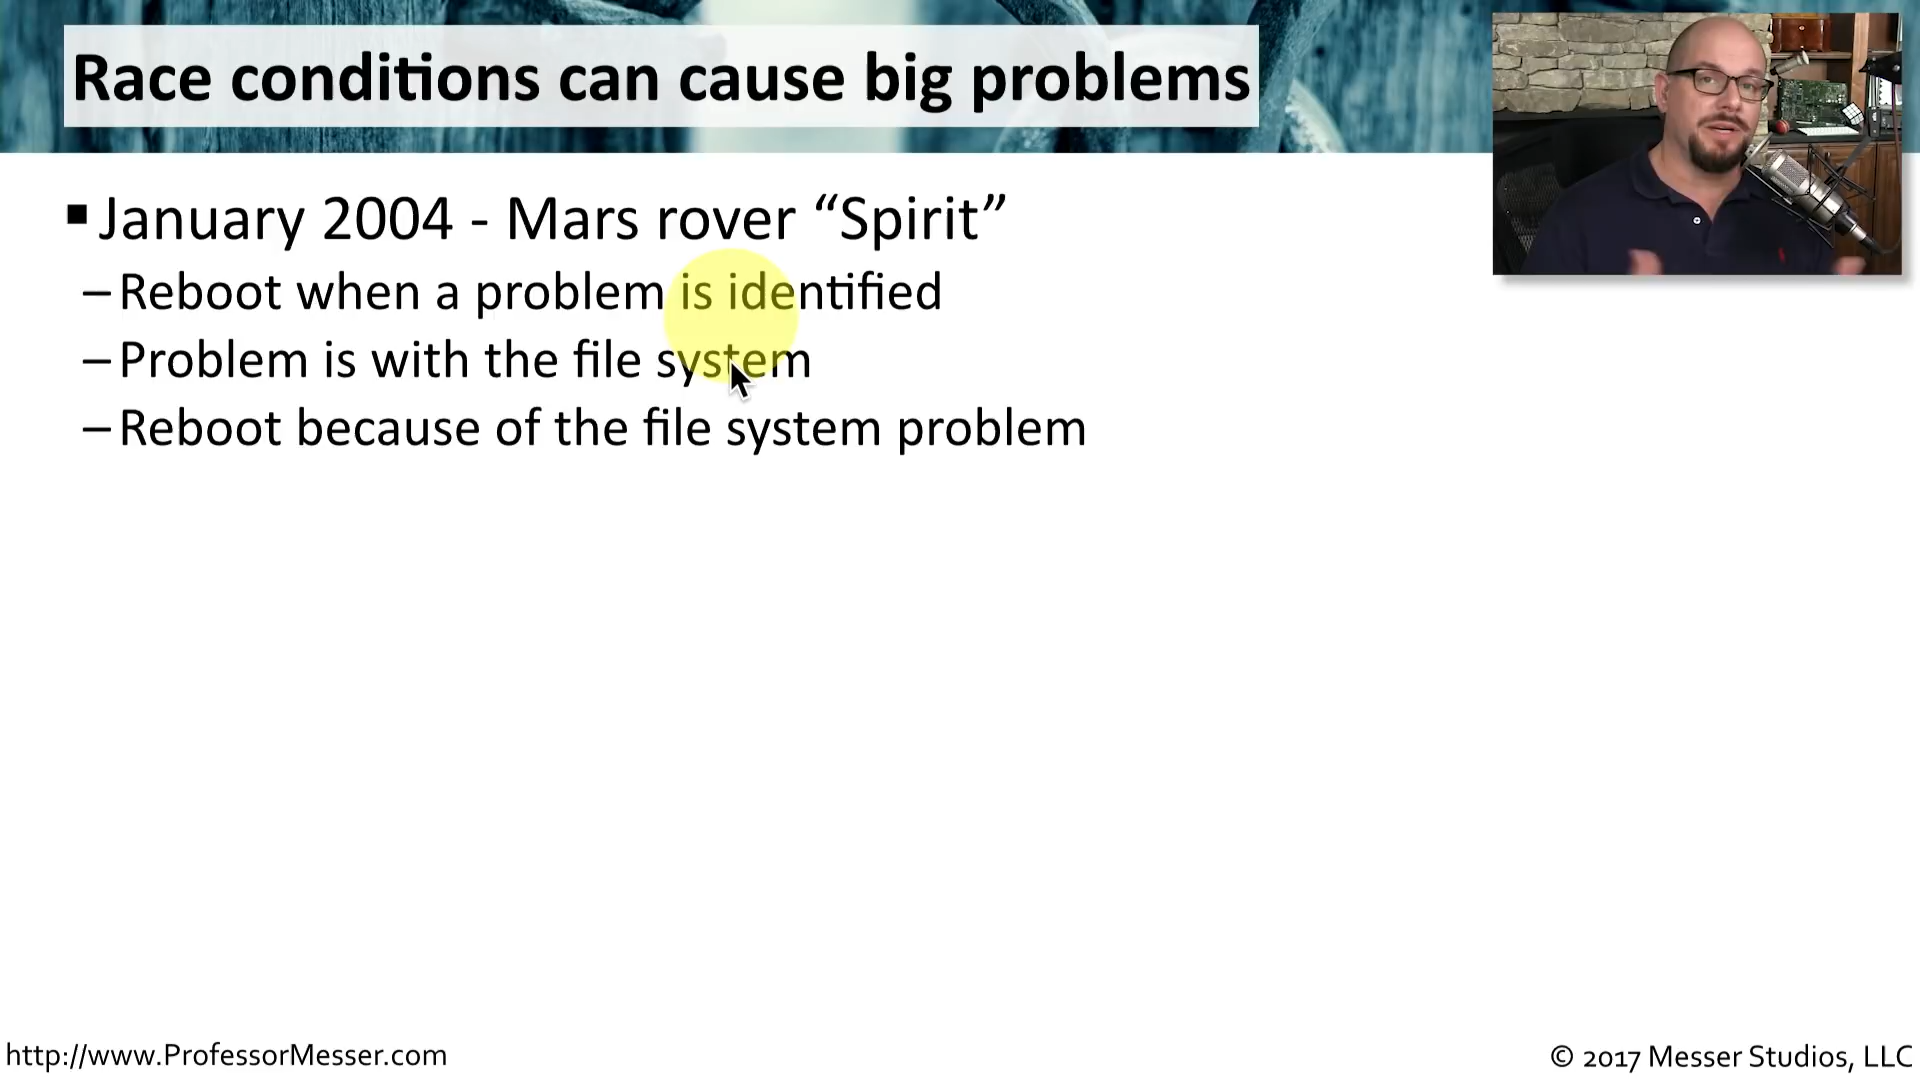 Race conditions can cause big problems
▪ January 2004 - Mars rover “Spirit”
– Reboot when a problem is identified
– Problem is with the file system
– Reboot because of the file system problem
http://www.ProfessorMesser.com
© 2017 Messer Studios, LLC